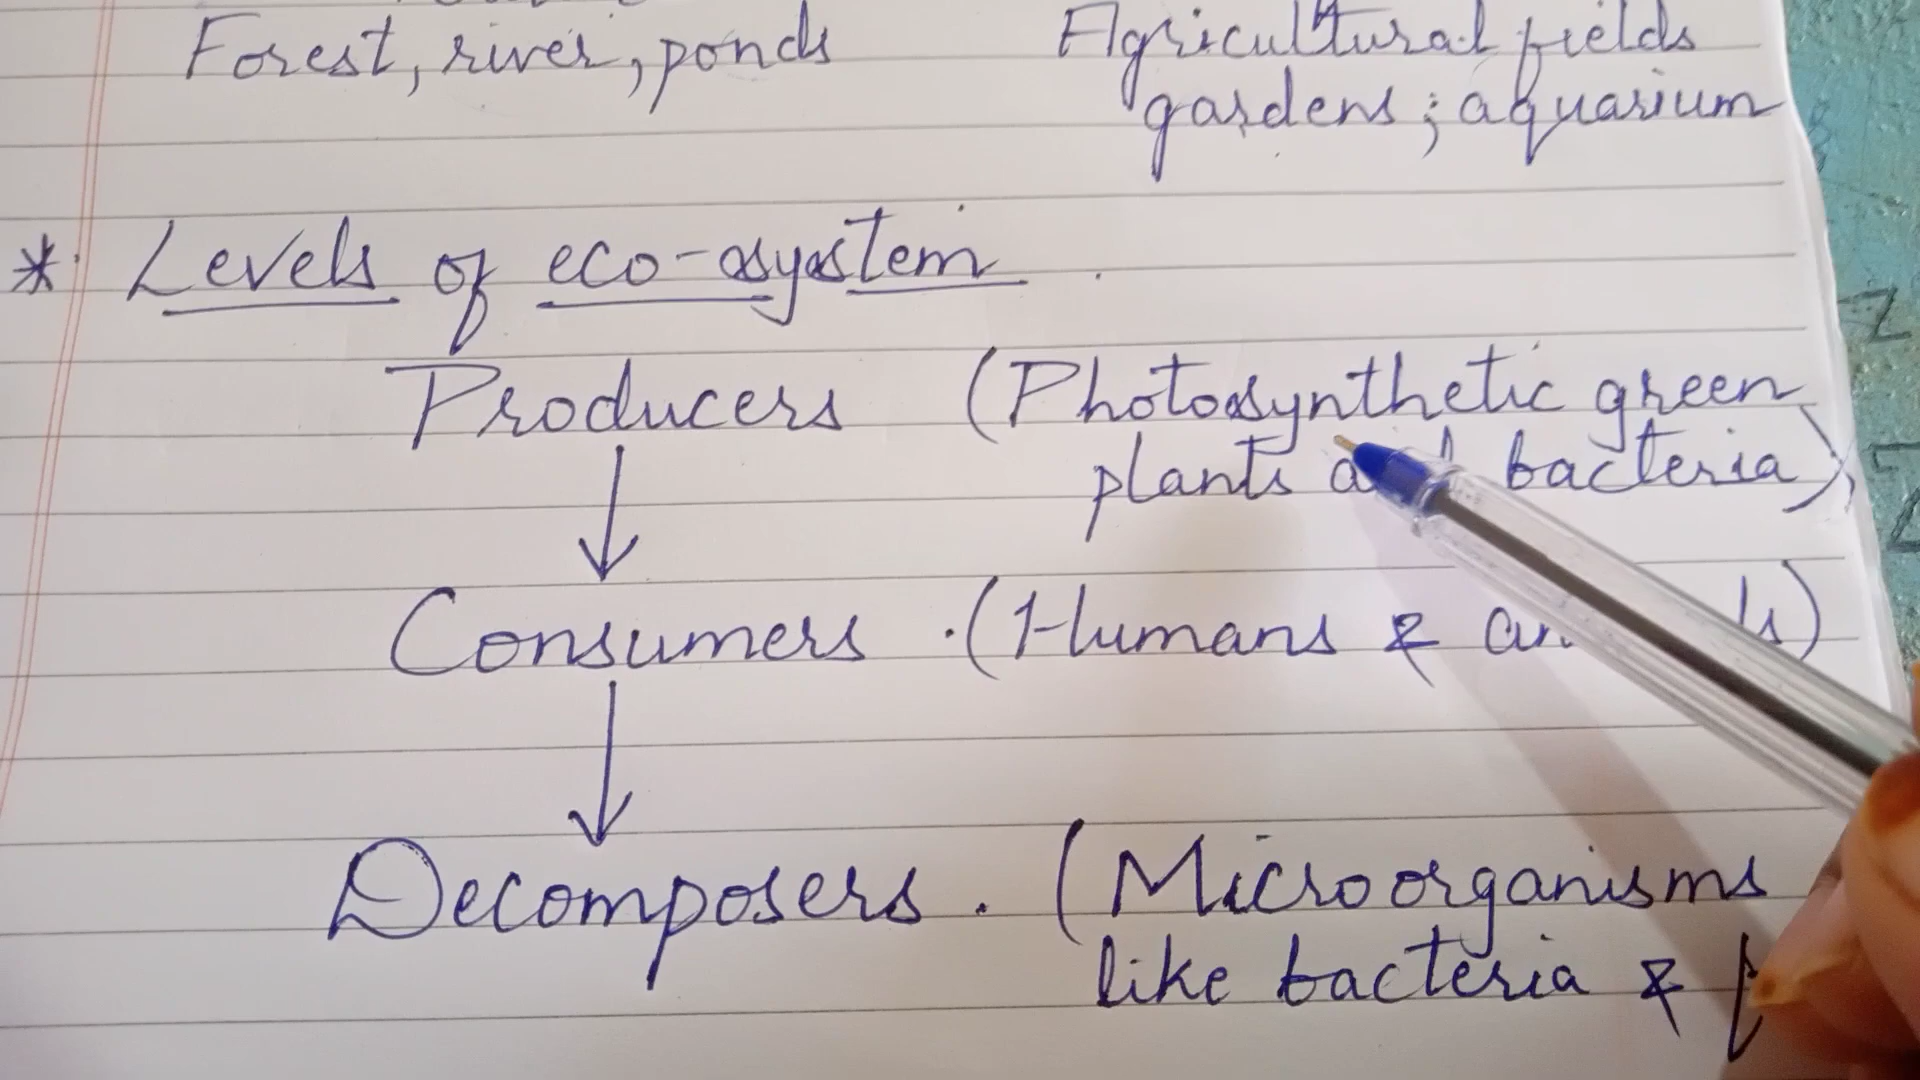 Forest, river, ponds
Agricultural fields
gardens; aquarium
* Levels of eco-system
Producers (Photosynthetic green
plants bacteria)
Consumers (Humans &
Decomposers. (Microorganisms
like bacteria &